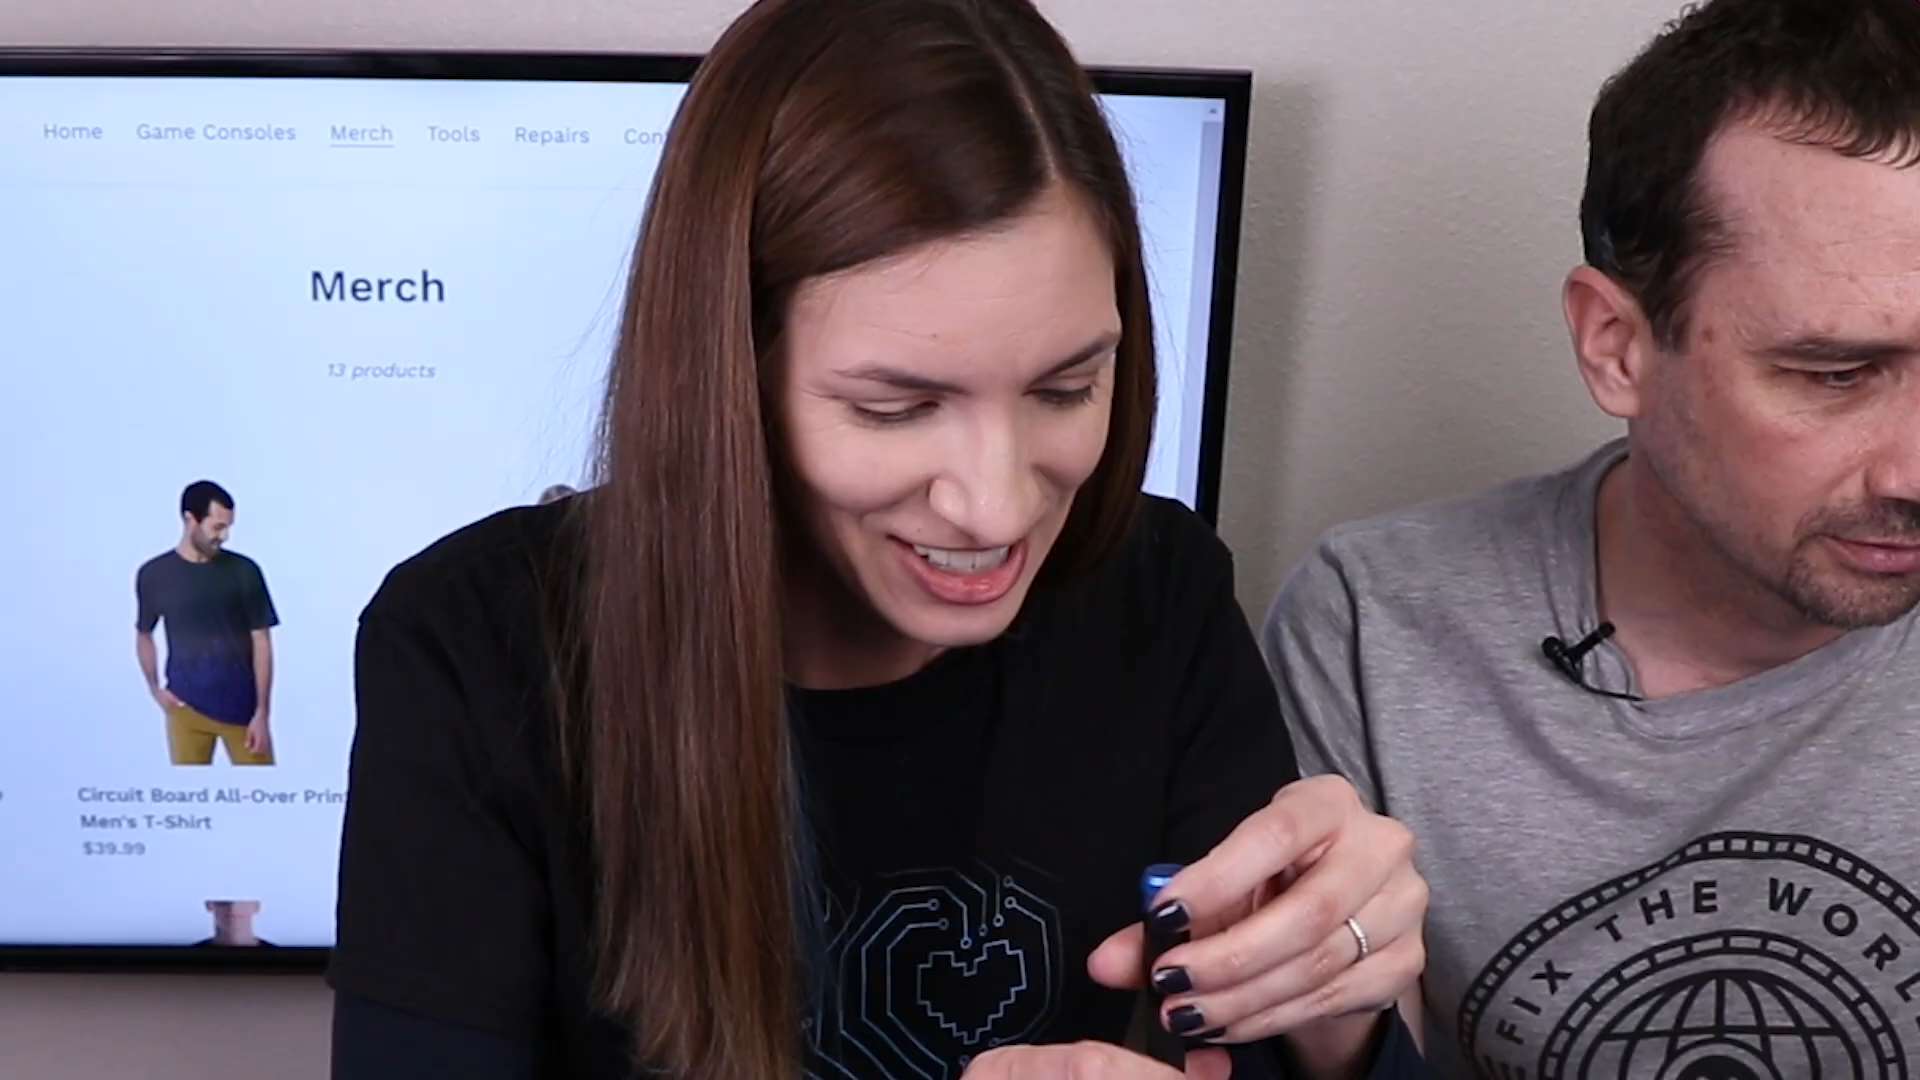 Home Game Consoles Merch Tools Repairs
Merch
13 products
Circuit Board All-Over Print
Men's T-Shirt
$39.99
FIX THE WORL